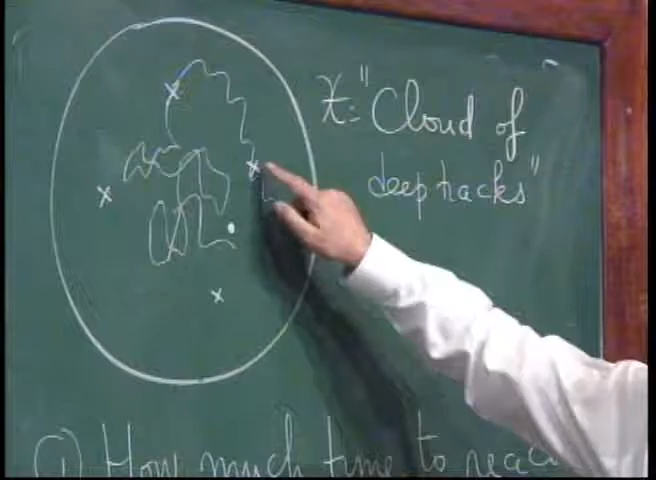 x = "Cloud of
deep tracks"
x
x
x
x
x
① How much time to reac